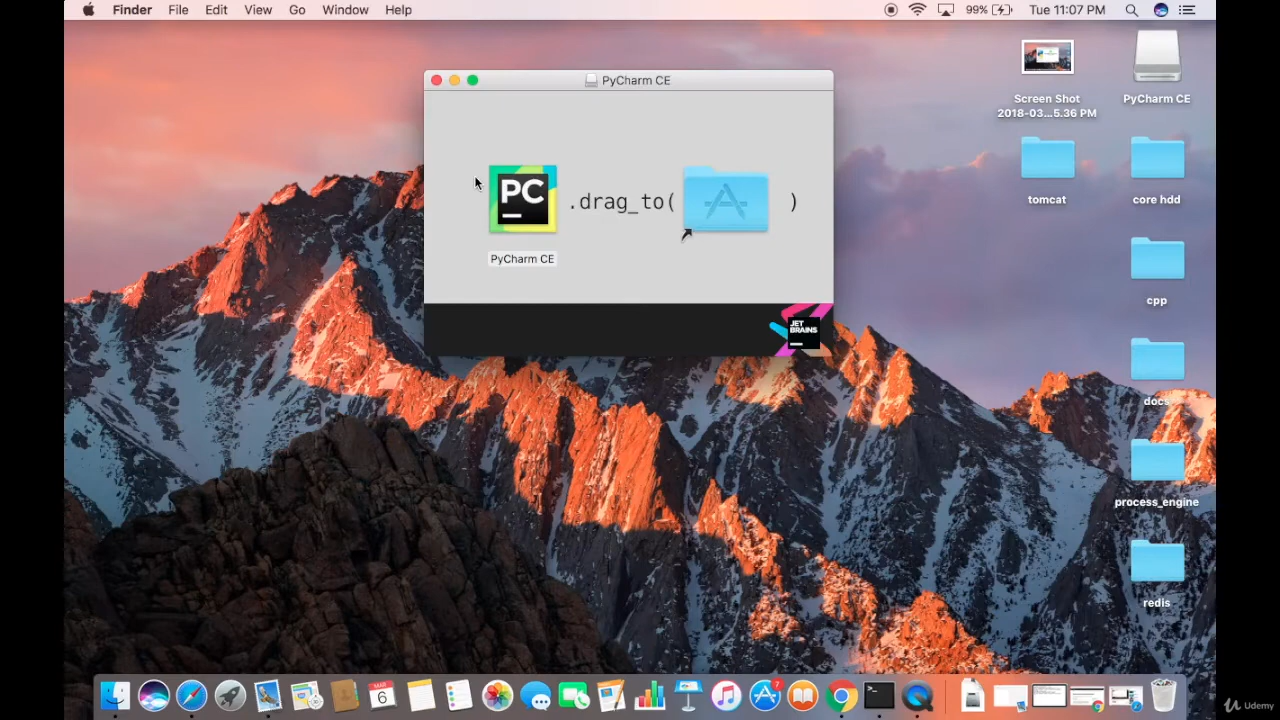 Finder File Edit View Go Window Help 99% Tue 11:07 PM
PyCharm CE
PC
.drag_to( )
PyCharm CE
JET
BRAINS
Screen Shot
2018-03...5.36 PM
PyCharm CE
tomcat
core hdd
cpp
docs
process_engine
redis
MAR
6
7
Udemy